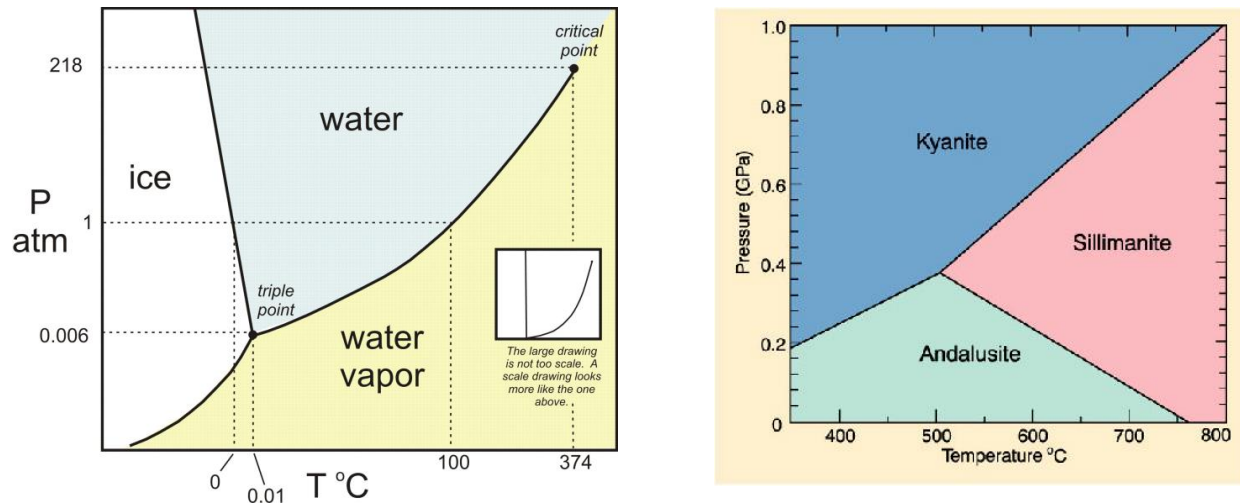 critical
point
218
water
ice
P
atm
1
triple
point
0.006
water
vapor
The large drawing
is not too scale. A
scale drawing looks
more like the one
above.
0
0.01
T °C
100
374
1.0
0.8
0.6
0.4
0.2
0
Pressure (GPa)
Kyanite
Sillimanite
Andalusite
400
500
600
700
800
Temperature °C